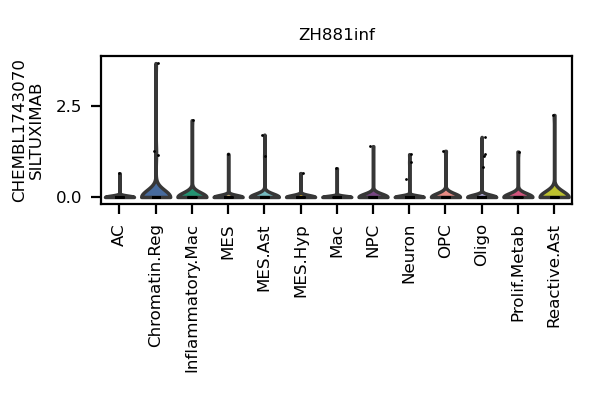 ZH881inf
CHEMBL1743070
SILTUXIMAB
2.5
0.0
AC
Chromatin.Reg
Inflammatory.Mac
MES
MES.Ast
MES.Hyp
Mac
NPC
Neuron
OPC
Oligo
Prolif.Metab
Reactive.Ast